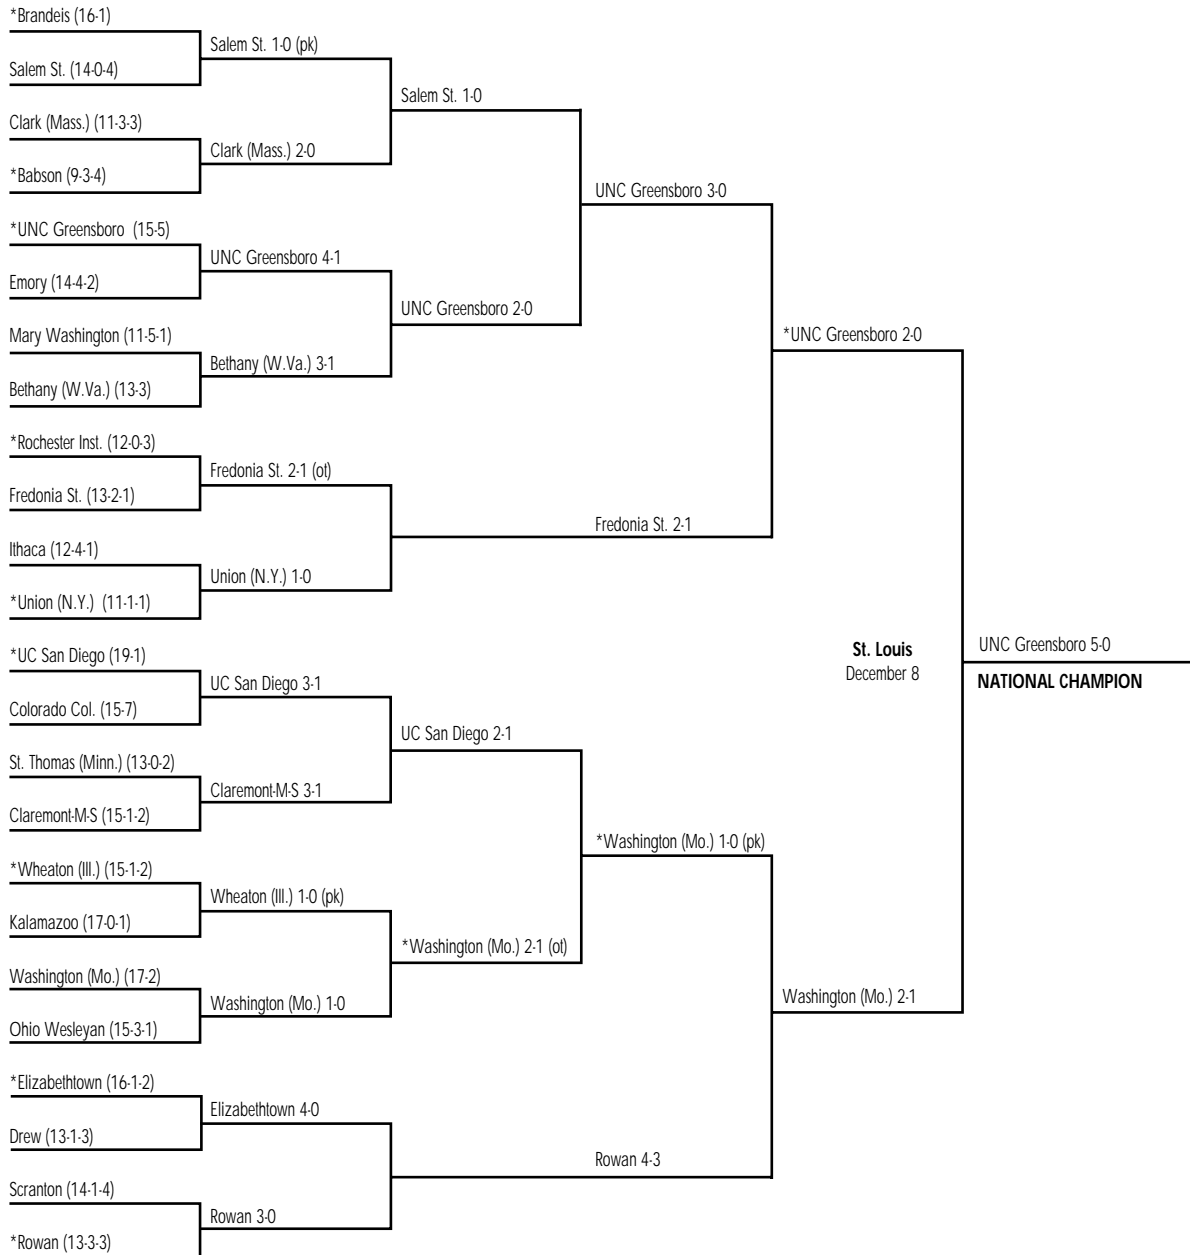 *Brandeis (16-1)
Salem St. 1-0 (pk)
Salem St. (14-0-4)
Salem St. 1-0
Clark (Mass.) (11-3-3)
Clark (Mass.) 2-0
*Babson (9-3-4)
UNC Greensboro 3-0
*UNC Greensboro (15-5)
UNC Greensboro 4-1
Emory (14-4-2)
UNC Greensboro 2-0
Mary Washington (11-5-1)
*UNC Greensboro 2-0
Bethany (W.Va.) 3-1
Bethany (W.Va.) (13-3)
*Rochester Inst. (12-0-3)
Fredonia St. 2-1 (ot)
Fredonia St. (13-2-1)
Fredonia St. 2-1
Ithaca (12-4-1)
Union (N.Y.) 1-0
*Union (N.Y.) (11-1-1)
St. Louis
December 8
UNC Greensboro 5-0
NATIONAL CHAMPION
*UC San Diego (19-1)
UC San Diego 3-1
Colorado Col. (15-7)
UC San Diego 2-1
St. Thomas (Minn.) (13-0-2)
Claremont-M-S 3-1
Claremont-M-S (15-1-2)
*Washington (Mo.) 1-0 (pk)
*Wheaton (Ill.) (15-1-2)
Wheaton (Ill.) 1-0 (pk)
Kalamazoo (17-0-1)
*Washington (Mo.) 2-1 (ot)
Washington (Mo.) (17-2)
Washington (Mo.) 2-1
Washington (Mo.) 1-0
Ohio Wesleyan (15-3-1)
*Elizabethtown (16-1-2)
Elizabethtown 4-0
Drew (13-1-3)
Rowan 4-3
Scranton (14-1-4)
Rowan 3-0
*Rowan (13-3-3)